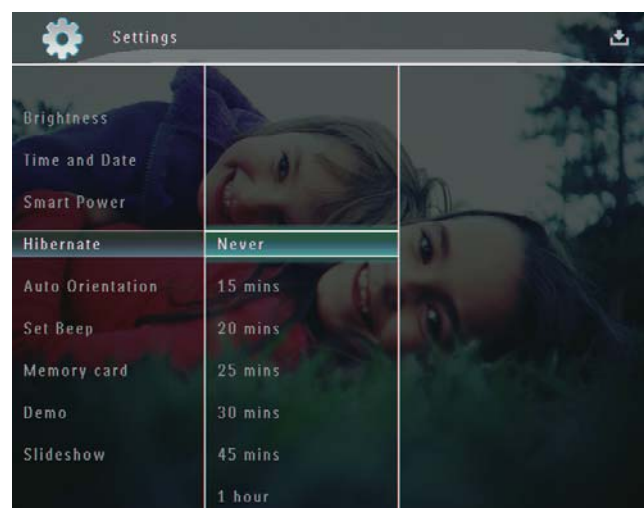 Settings
Brightness
Time and Date
Smart Power
Hibernate
Auto Orientation
Set Beep
Memory card
Demo
Slideshow
Never
15 mins
20 mins
25 mins
30 mins
45 mins
1 hour